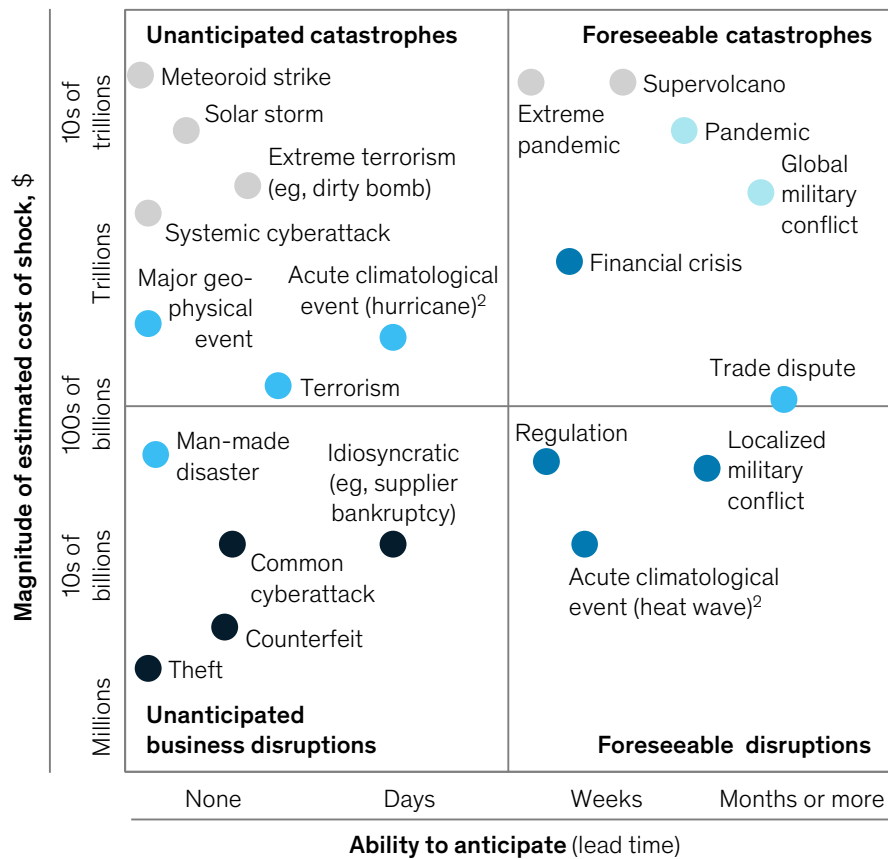 Magnitude of estimated cost of shock, $
10s of
trillions
Trillions
100s of
billions
10s of
billions
Millions
Unanticipated catastrophes
Meteoroid strike
Solar storm
Extreme terrorism
(eg, dirty bomb)
Systemic cyberattack
Major geo-
physical
event
Acute climatological
event (hurricane)²
Terrorism
Foreseeable catastrophes
Extreme
pandemic
Supervolcano
Pandemic
Global
military
conflict
Financial crisis
Trade dispute
Man-made
disaster
Idiosyncratic
(eg, supplier
bankruptcy)
Common
cyberattack
Counterfeit
Theft
Unanticipated
business disruptions
Regulation
Localized
military
conflict
Acute climatological
event (heat wave)²
Foreseeable disruptions
None
Days
Weeks
Months or more
Ability to anticipate (lead time)